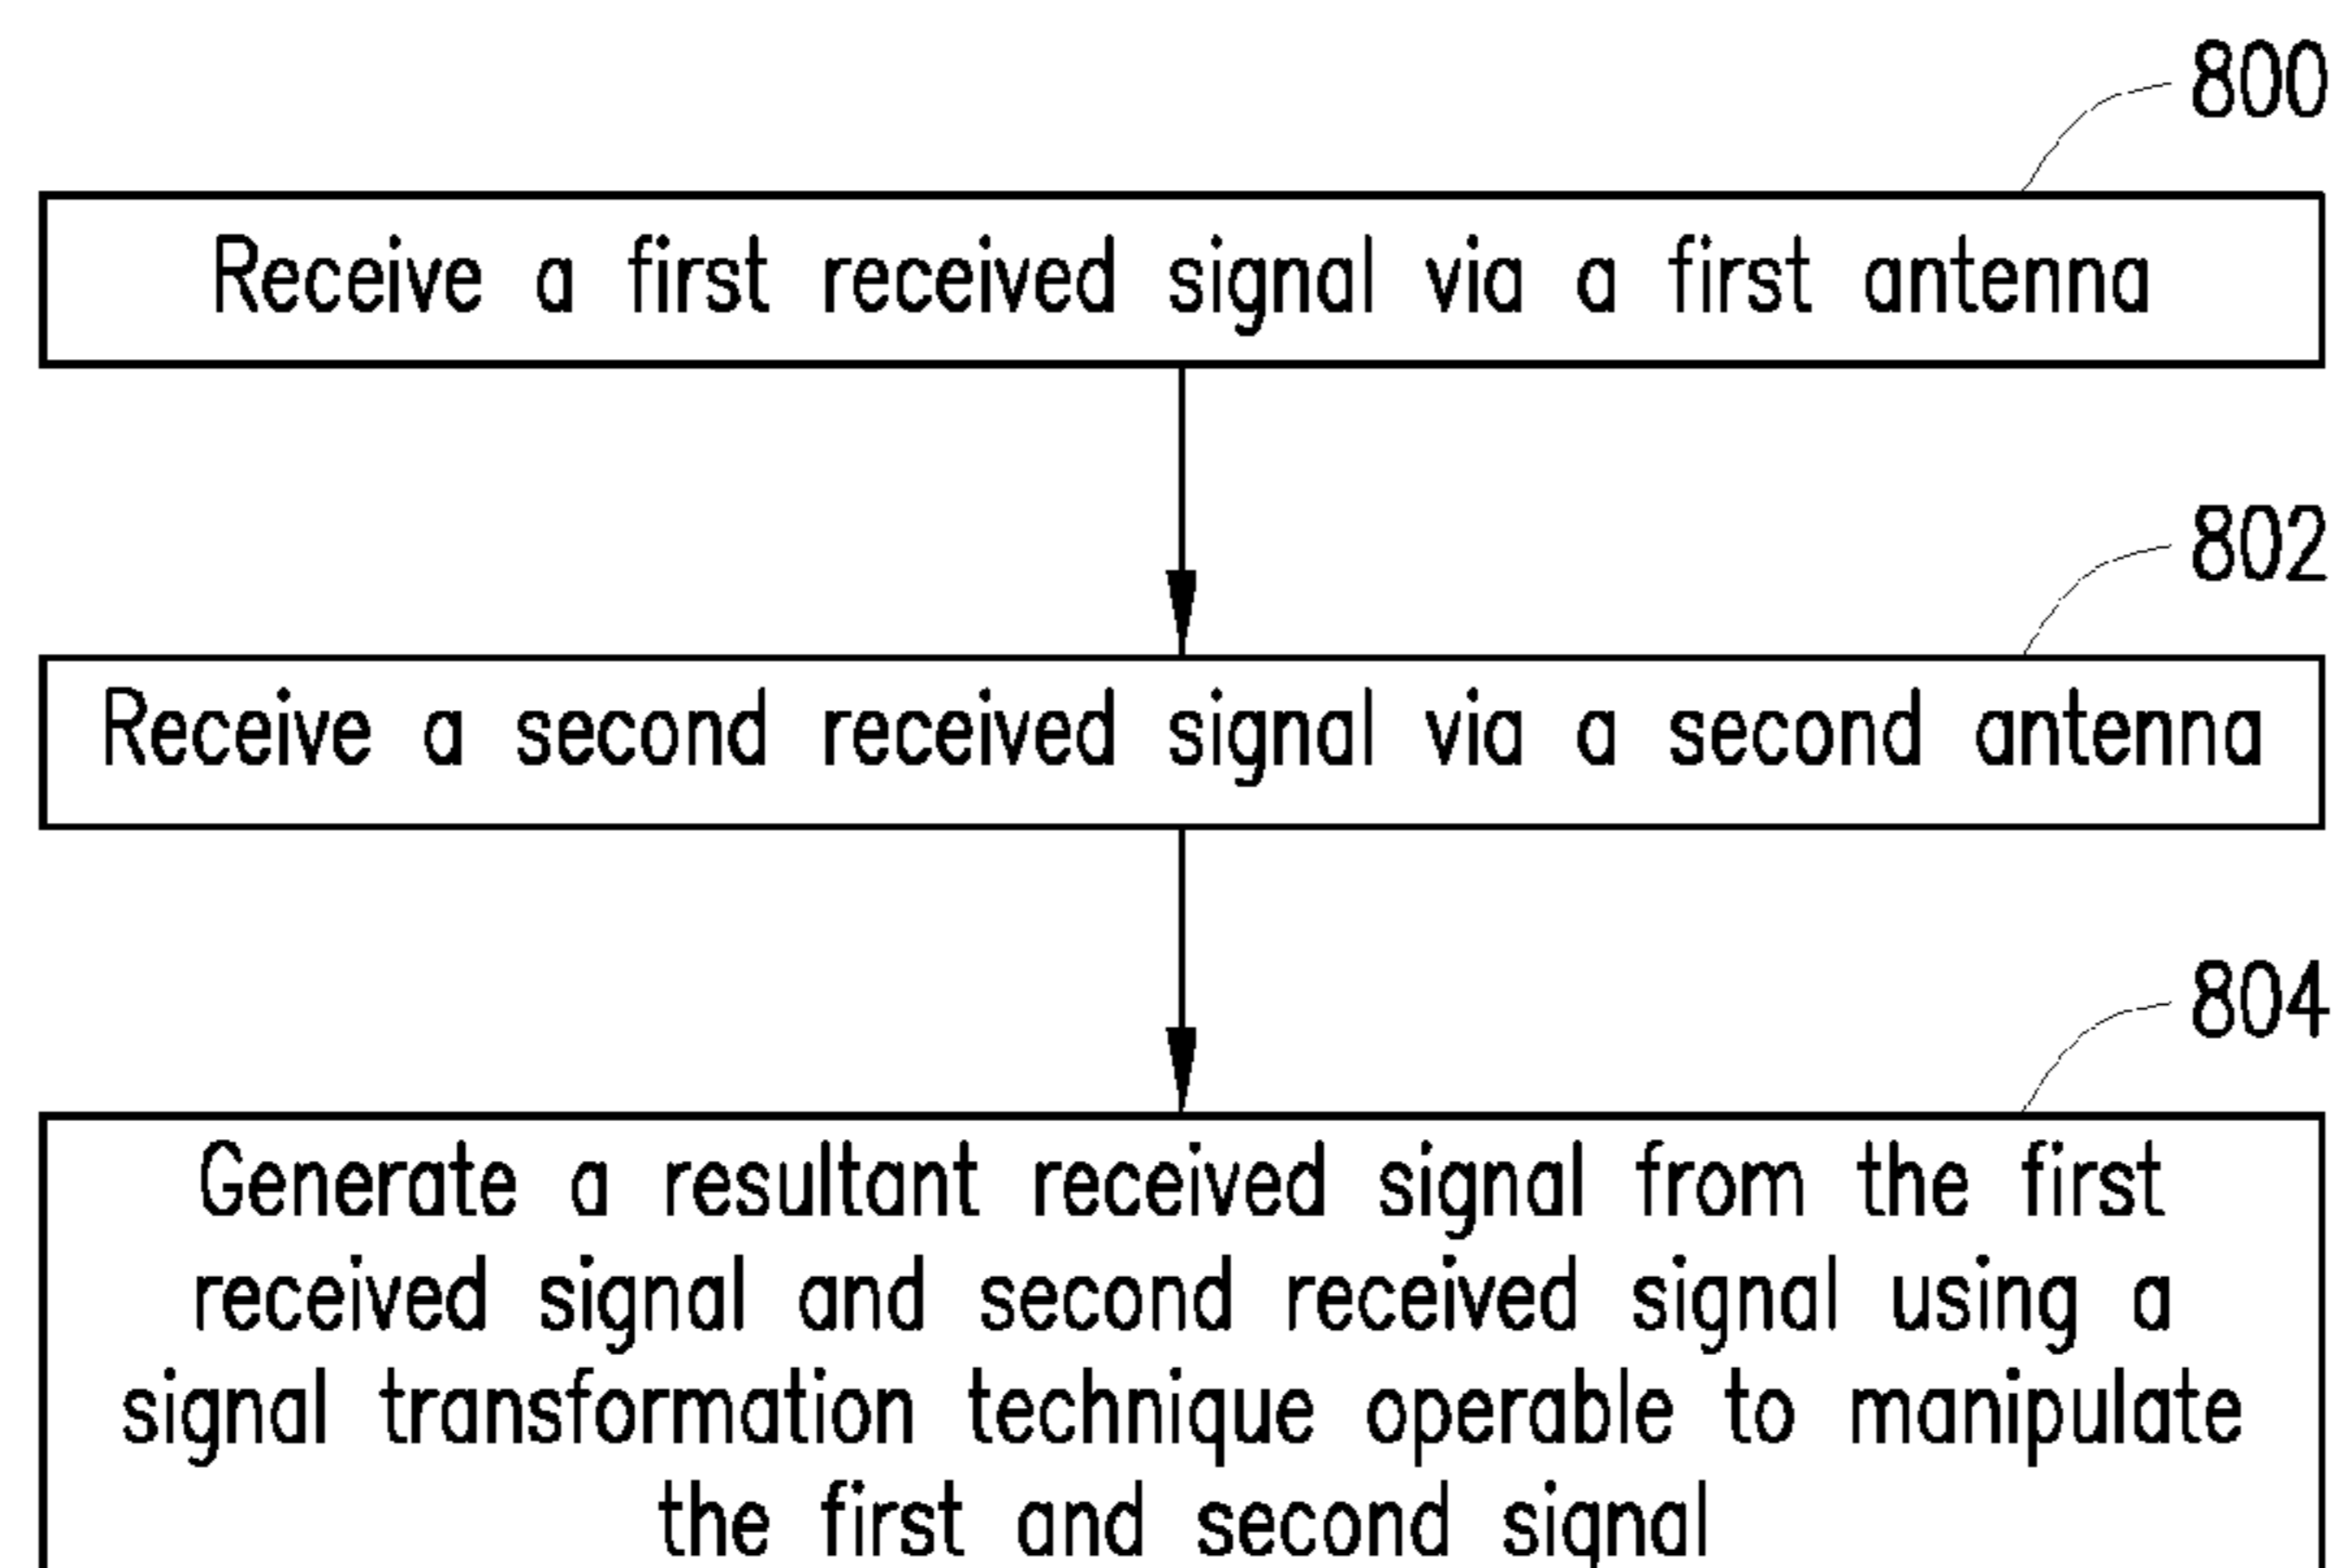 800
Receive a first received signal via a first antenna
802
Receive a second received signal via a second antenna
804
Generate a resultant received signal from the first
received signal and second received signal using a
signal transformation technique operable to manipulate
the first and second signal